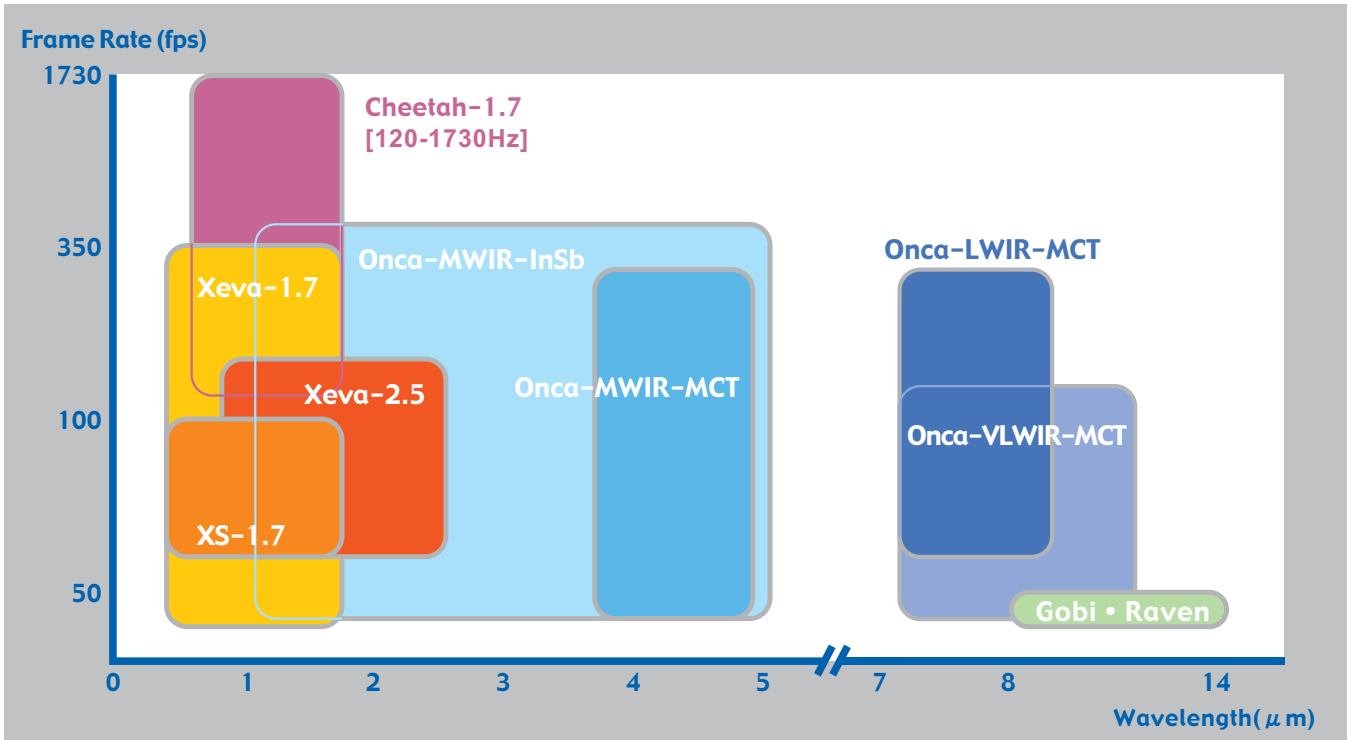 Frame Rate (fps)
1730
Cheetah-1.7
[120-1730Hz]
350
Onca-LWIR-MCT
Onca-MWIR-InSb
Xeva-1.7
Onca-MWIR-MCT
Xeva-2.5
100
Onca-VLWIR-MCT
XS-1.7
50
Gobi • Raven
0 1 2 3 4 5 7 8 14
Wavelength(μm)